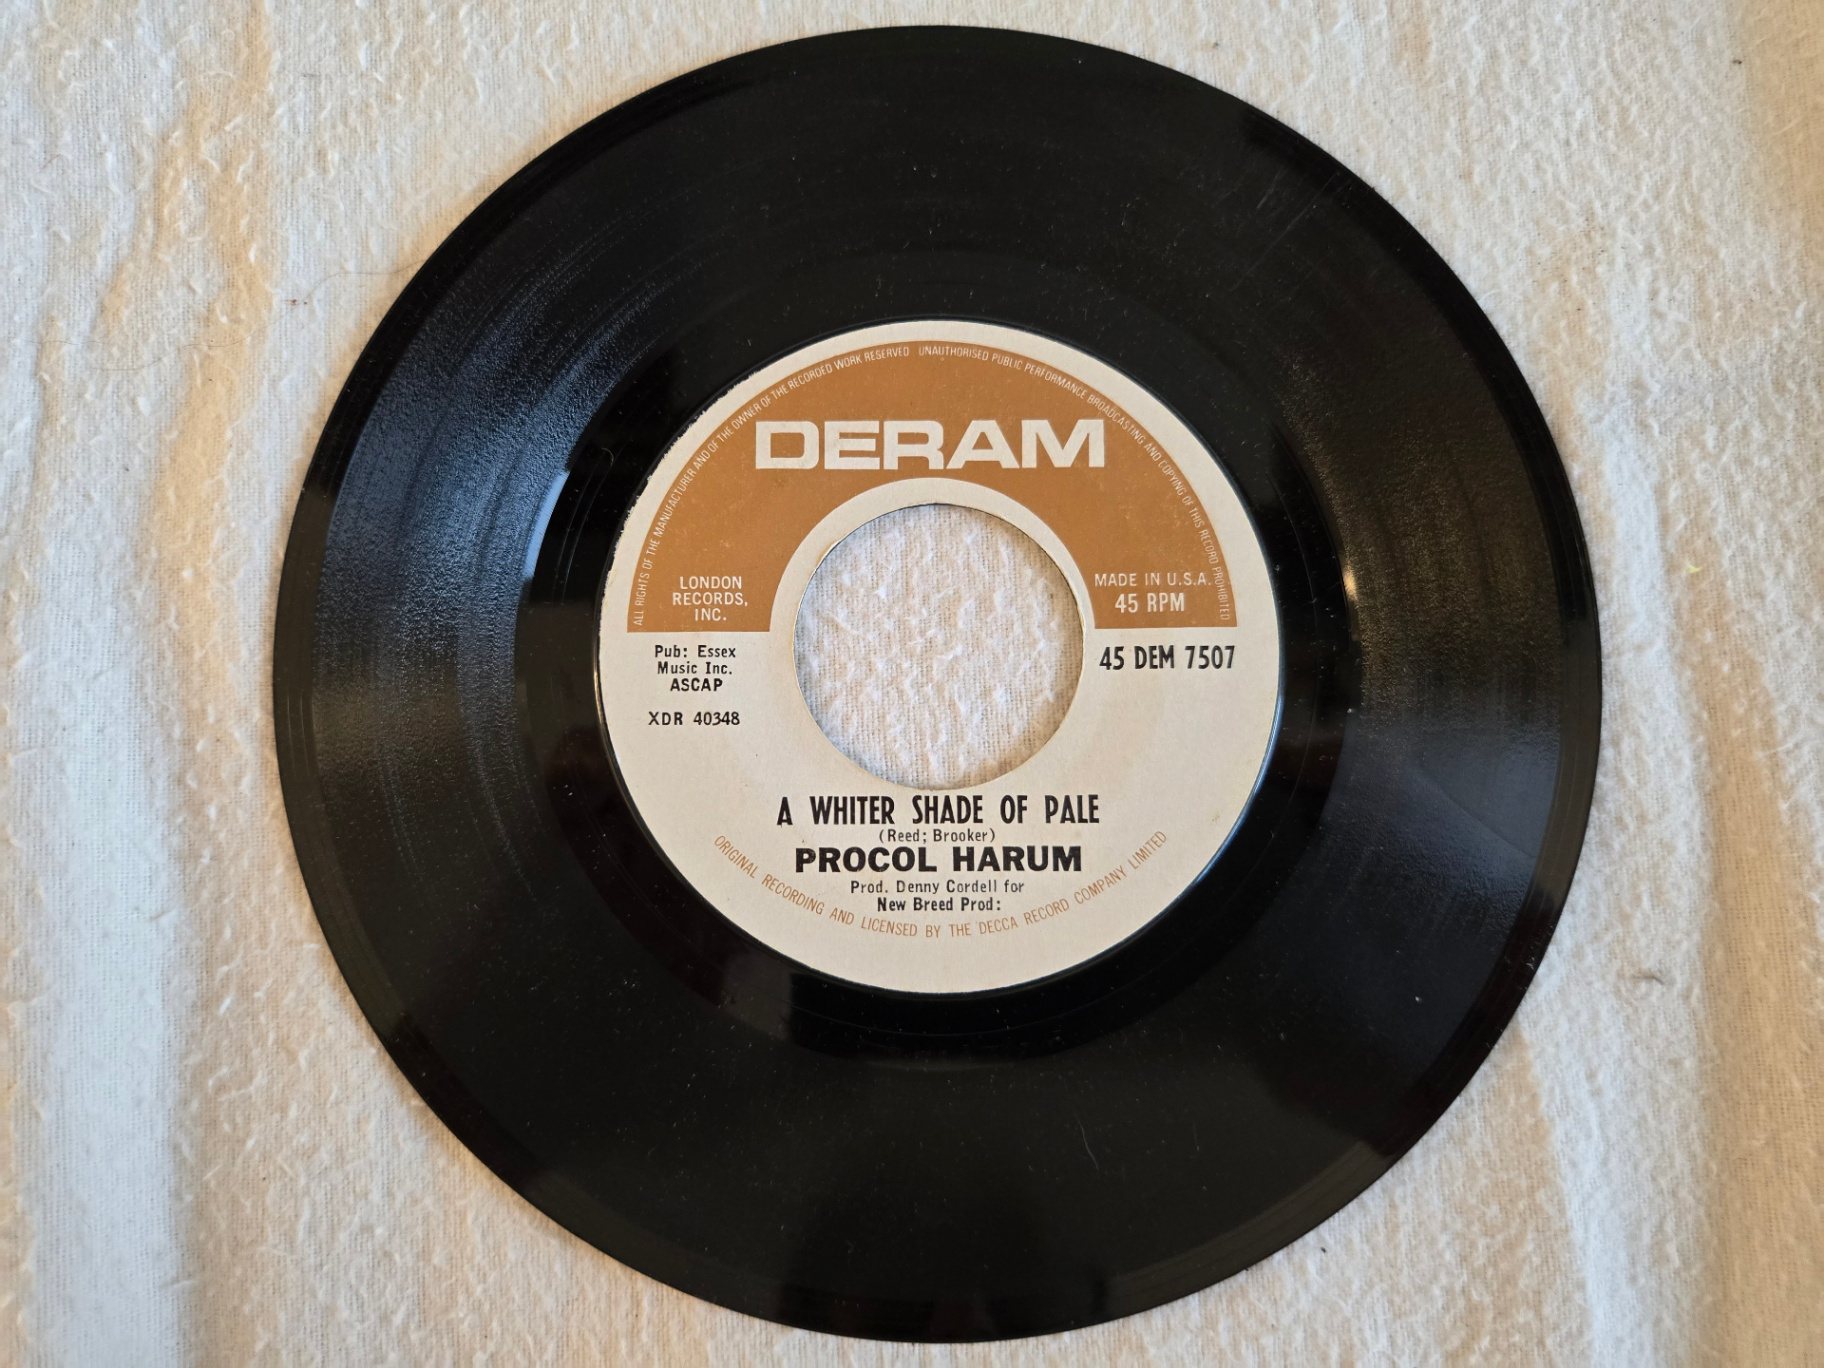 ALL RIGHTS OF THE MANUFACTURER AND OF THE OWNER OF THE RECORDED WORK RESERVED UNAUTHORISED PUBLIC PERFORMANCE BROADCASTING AND COPYING OF THIS RECORD PROHIBITED
DERAM
LONDON
RECORDS,
INC.
MADE IN U.S.A.
45 RPM
Pub: Essex
Music Inc.
ASCAP
XDR 40348
45 DEM 7507
A WHITER SHADE OF PALE
(Reed; Brooker)
PROCOL HARUM
Prod. Denny Cordell for
New Breed Prod:
ORIGINAL RECORDING AND LICENSED BY THE DECCA RECORD COMPANY LIMITED